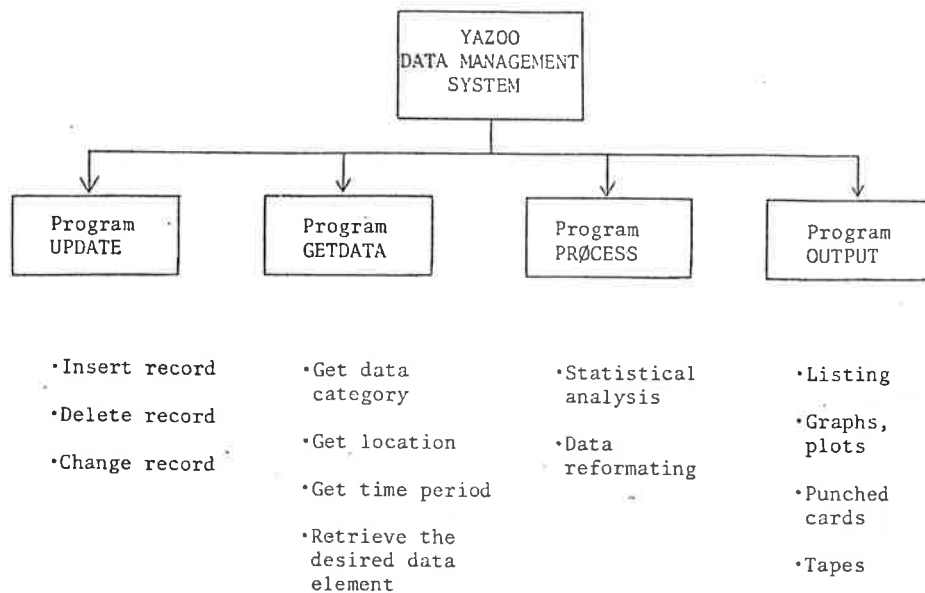 YAZOO
DATA MANAGEMENT
SYSTEM
Program
UPDATE
Program
GETDATA
Program
PRØCESS
Program
OUTPUT
·Insert record
·Delete record
·Change record
·Get data
category
·Get location
·Get time period
·Retrieve the
desired data
element
·Statistical
analysis
·Data
reformating
·Listing
·Graphs,
plots
·Punched
cards
·Tapes